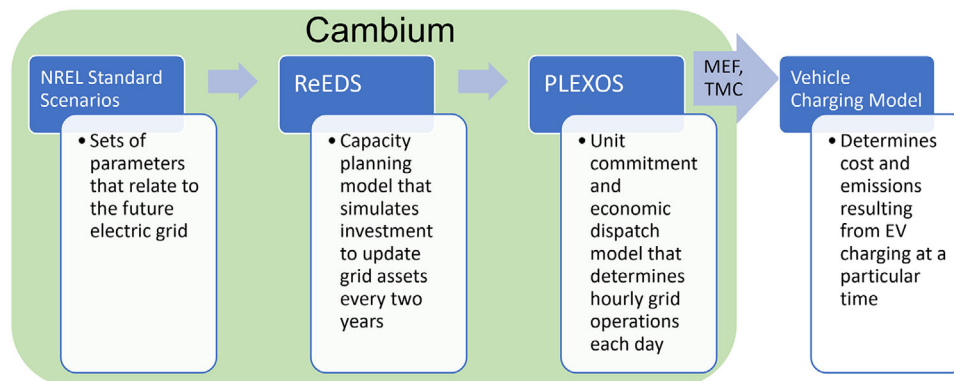 Cambium
NREL Standard
Scenarios
• Sets of
parameters
that relate to
the future
electric grid
ReEDS
• Capacity
planning
model that
simulates
investment
to update
grid assets
every two
years
PLEXOS
• Unit
commitment
and
economic
dispatch
model that
determines
hourly grid
operations
each day
MEF,
TMC
Vehicle
Charging Model
• Determines
cost and
emissions
resulting
from EV
charging at a
particular
time